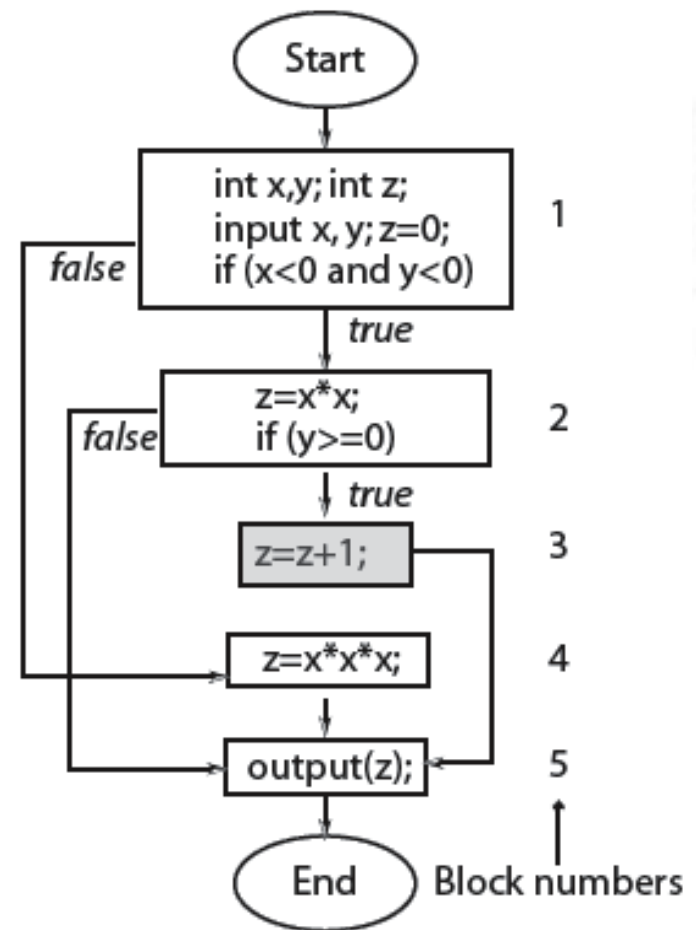 Start
int x,y; int z;
input x, y; z=0;
if (x<0 and y<0)
1
false
true
z=x*x;
if (y>=0)
2
false
true
z=z+1;
3
z=x*x*x;
4
output(z);
5
End
Block numbers